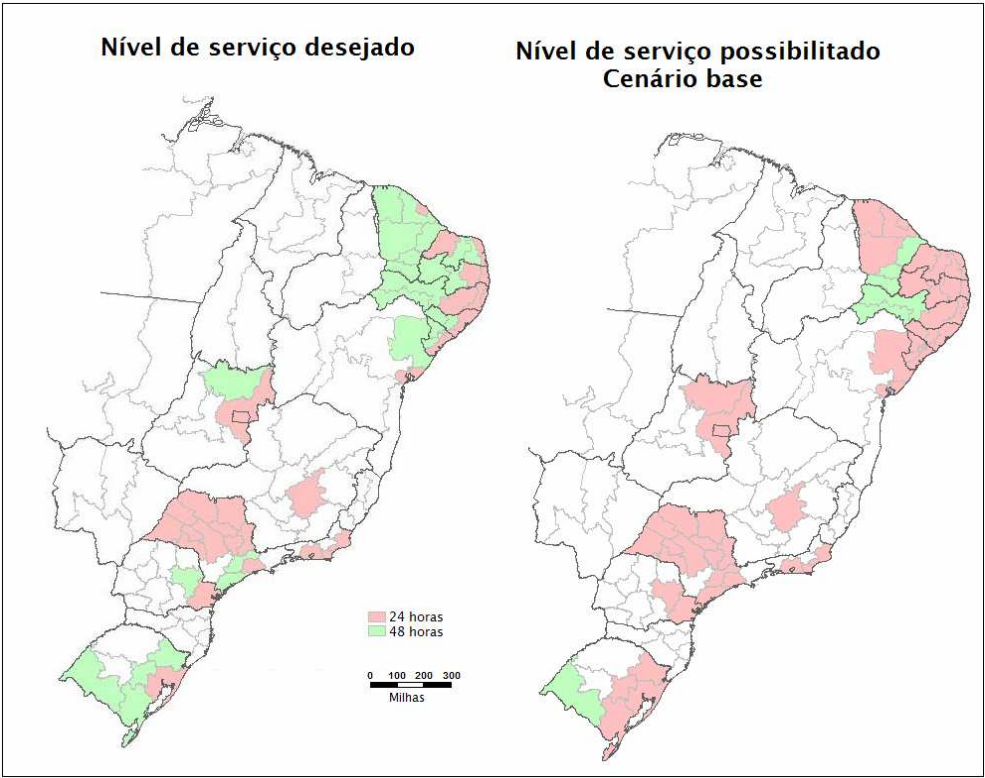 Nível de serviço desejado
Nível de serviço possibilitado
Cenário base
24 horas
48 horas
0 100 200 300
Milhas